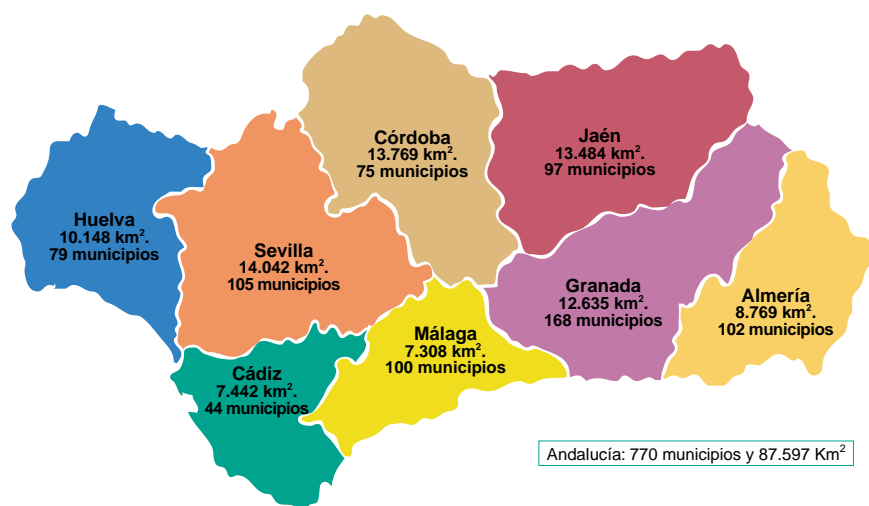 Córdoba
13.769 km².
75 municipios
Jaén
13.484 km².
97 municipios
Huelva
10.148 km².
79 municipios
Sevilla
14.042 km².
105 municipios
Granada
12.635 km².
168 municipios
Almería
8.769 km².
102 municipios
Málaga
7.308 km².
100 municipios
Cádiz
7.442 km².
44 municipios
Andalucía: 770 municipios y 87.597 Km²